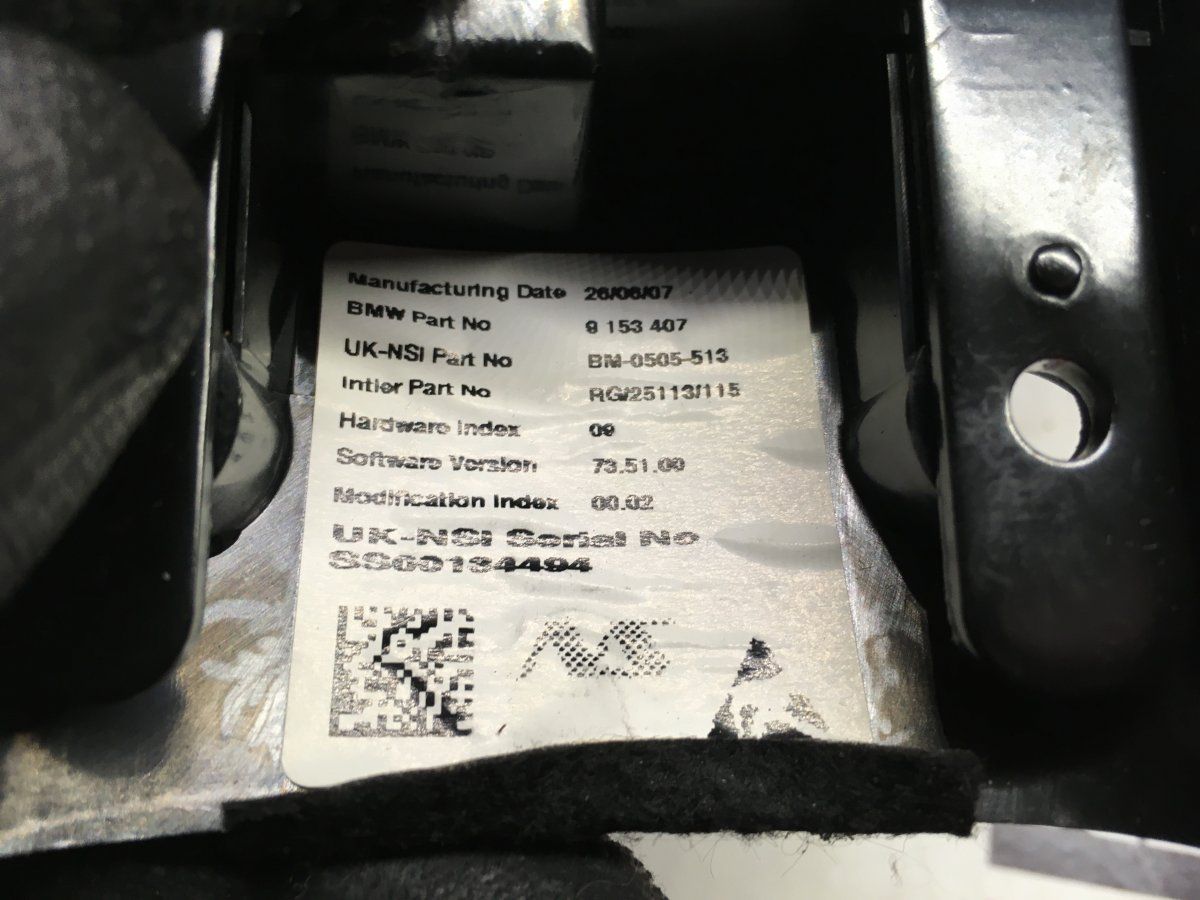 Manufacturing Date 26/06/07
BMW Part No 9 153 407
UK-NSI Part No BM-0505-513
Intier Part No RG/25113/115
Hardware Index 09
Software Version 73.51.00
Modification Index 00.02
UK-NSI Serial No
NS